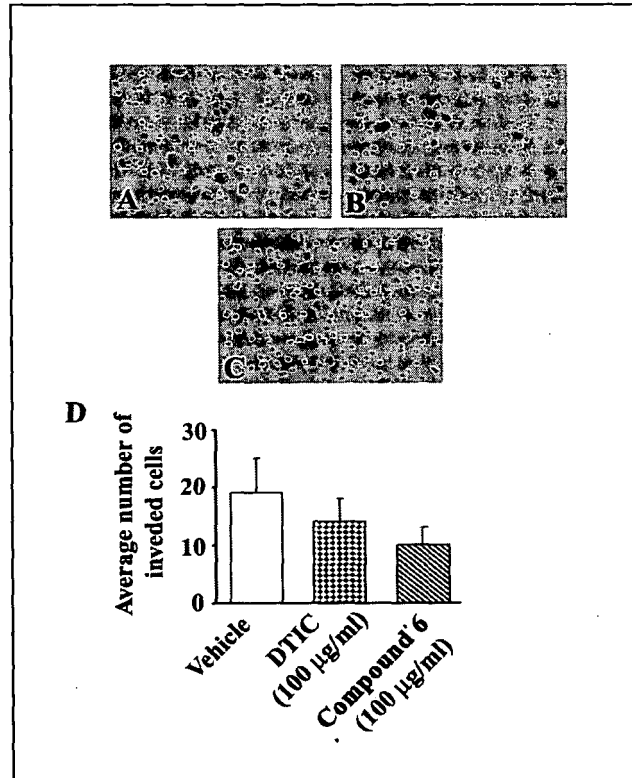 A
B
C
D
Average number of
inveded cells
30
20
10
0
Vehicle
DTIC
(100 µg/ml)
Compound 6
(100 µg/ml)